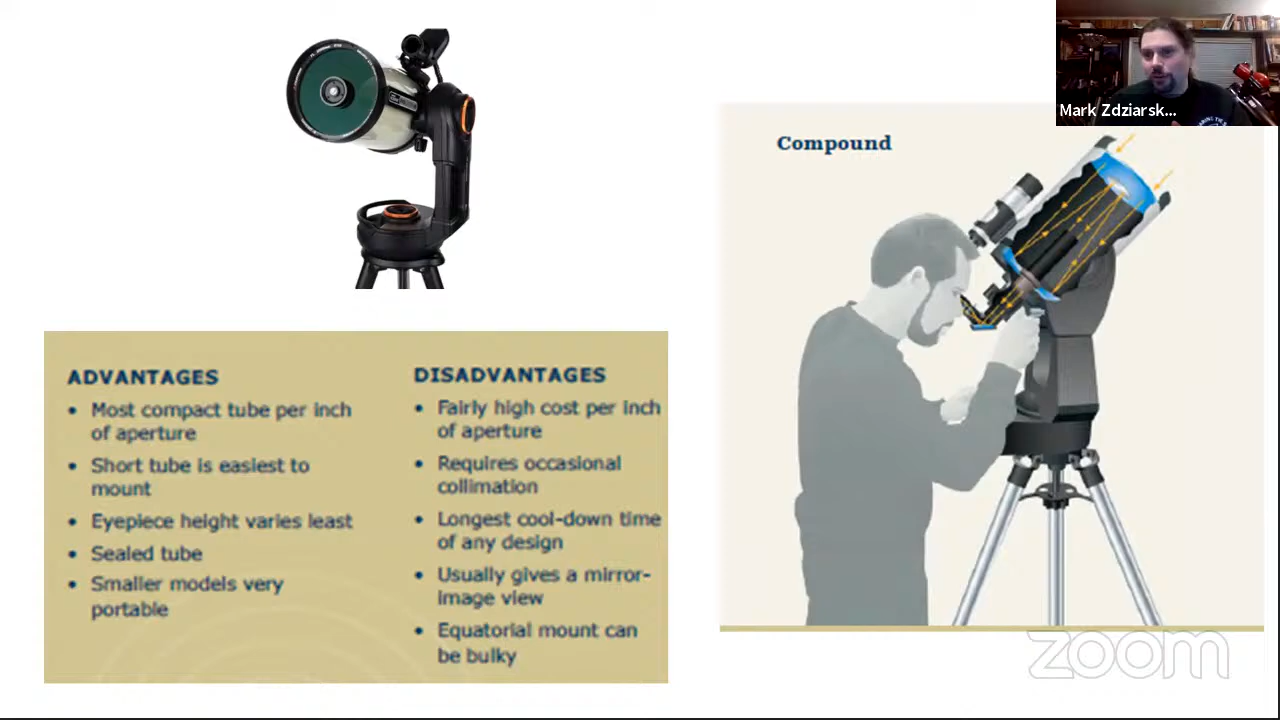 Mark Zdziarsk...
Compound
ADVANTAGES
• Most compact tube per inch
of aperture
• Short tube is easiest to
mount
• Eyepiece height varies least
• Sealed tube
• Smaller models very
portable
DISADVANTAGES
• Fairly high cost per inch
of aperture
• Requires occasional
collimation
• Longest cool-down time
of any design
• Usually gives a mirror-
image view
• Equatorial mount can
be bulky
zoom